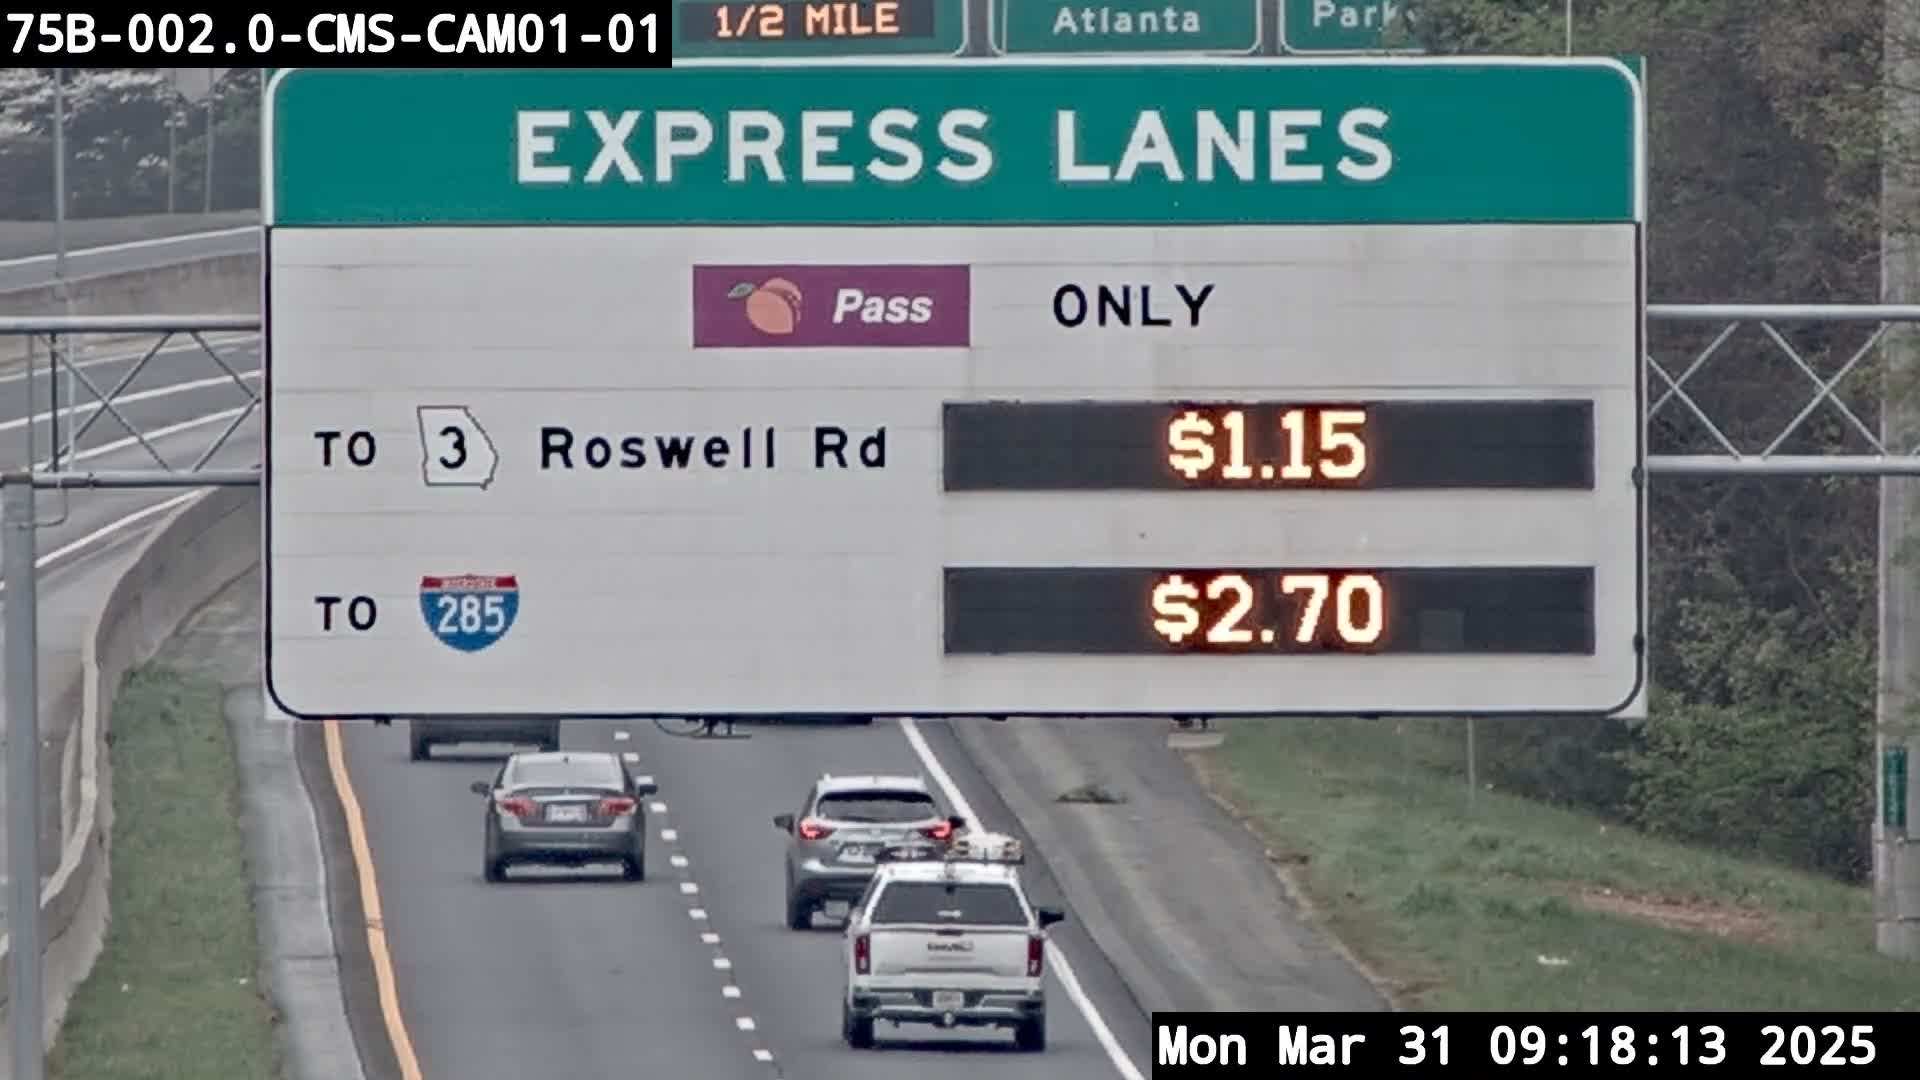 75B-002.0-CMS-CAM01-01
1/2 MILE
Atlanta
Park
EXPRESS LANES
Pass ONLY
TO 3 Roswell Rd $1.15
TO 285 $2.70
Mon Mar 31 09:18:13 2025